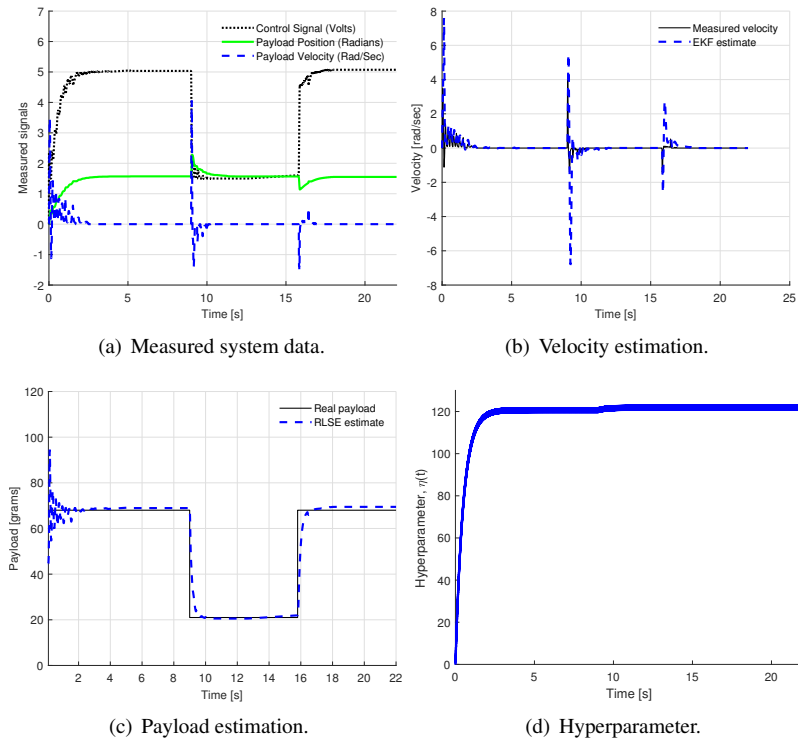 7
6
5
4
3
2
1
0
-1
-2
Measured signals
Control Signal (Volts)
Payload Position (Radians)
Payload Velocity (Rad/Sec)
0 5 10 15 20
Time [s]
(a) Measured system data.
8
6
4
2
0
-2
-4
-6
-8
Velocity [rad/sec]
Measured velocity
EKF estimate
0 5 10 15 20 25
Time [s]
(b) Velocity estimation.
120
100
80
60
40
20
0
Payload [grams]
Real payload
RLSE estimate
2 4 6 8 10 12 14 16 18 20 22
Time [s]
(c) Payload estimation.
120
100
80
60
40
20
0
Hyperparameter, η(t)
0 5 10 15 20
Time [s]
(d) Hyperparameter.